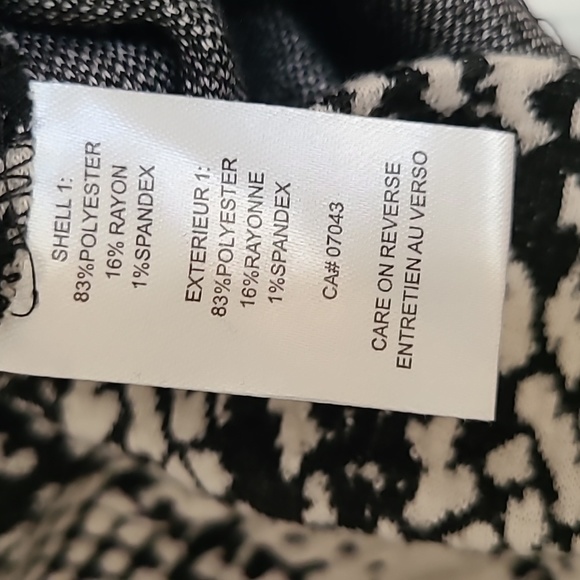 SHELL 1:
83%POLYESTER
16% RAYON
1%SPANDEX
EXTERIEUR 1:
83%POLYESTER
16%RAYONNE
1%SPANDEX
CA# 07043
CARE ON REVERSE
ENTRETIEN AU VERSO